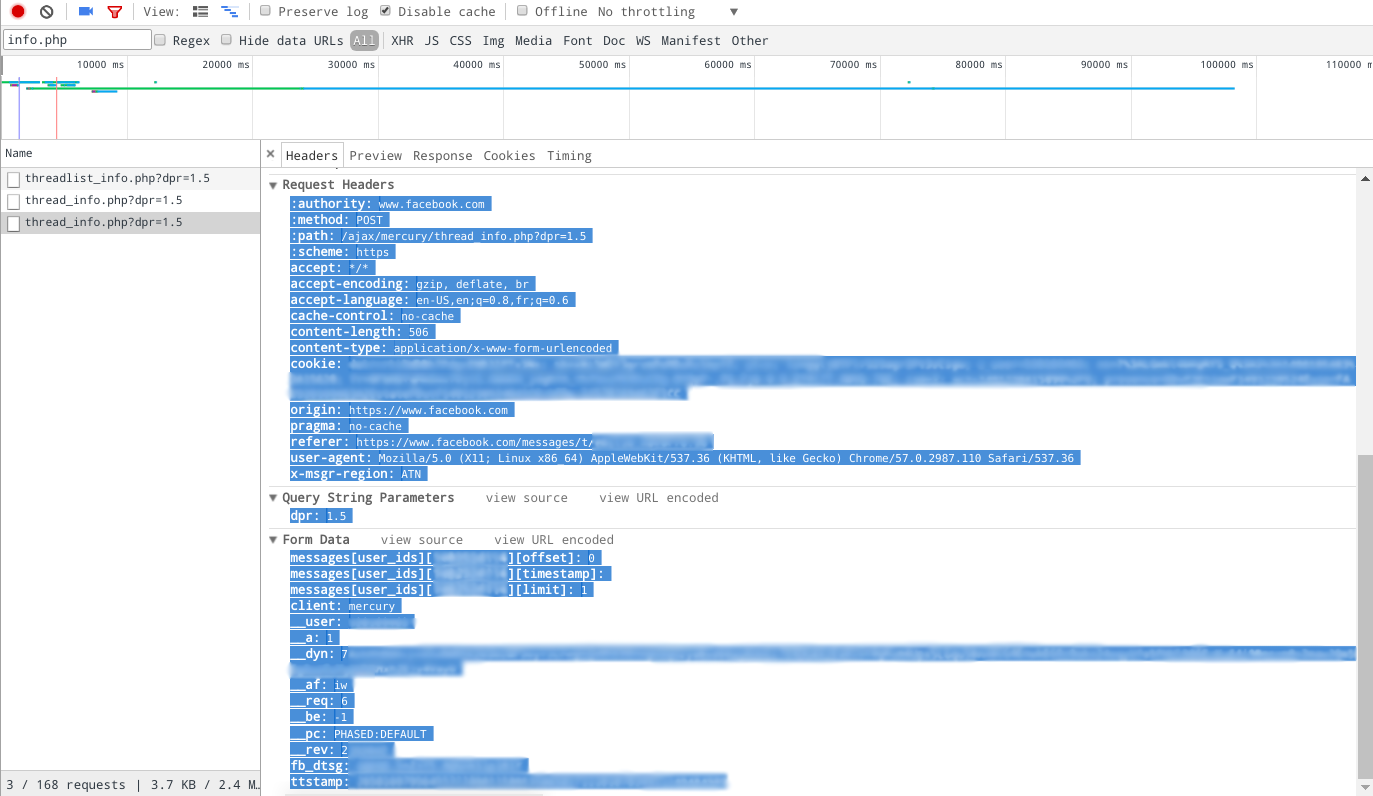 View: Preserve log Disable cache Offline No throttling ▼
info.php Regex Hide data URLs All XHR JS CSS Img Media Font Doc WS Manifest Other
10000 ms 20000 ms 30000 ms 40000 ms 50000 ms 60000 ms 70000 ms 80000 ms 90000 ms 100000 ms 110000 m
Name
× Headers Preview Response Cookies Timing
threadlist_info.php?dpr=1.5
thread_info.php?dpr=1.5
thread_info.php?dpr=1.5
▼ Request Headers
:authority: www.facebook.com
:method: POST
:path: /ajax/mercury/thread_info.php?dpr=1.5
:scheme: https
accept: */*
accept-encoding: gzip, deflate, br
accept-language: en-US,en;q=0.8,fr;q=0.6
cache-control: no-cache
content-length: 506
content-type: application/x-www-form-urlencoded
cookie:
origin: https://www.facebook.com
pragma: no-cache
referer: https://www.facebook.com/messages/t/
user-agent: Mozilla/5.0 (X11; Linux x86_64) AppleWebKit/537.36 (KHTML, like Gecko) Chrome/57.0.2987.110 Safari/537.36
x-msgr-region: ATN
▼ Query String Parameters view source view URL encoded
dpr: 1.5
▼ Form Data view source view URL encoded
messages[user_ids][ ][offset]: 0
messages[user_ids][ ][timestamp]:
messages[user_ids][ ][limit]: 1
client: mercury
__user:
__a: 1
__dyn: 7
__af: iw
__req: 6
__be: -1
__pc: PHASED:DEFAULT
__rev: 2
fb_dtsg:
ttstamp:
3 / 168 requests | 3.7 KB / 2.4 M…